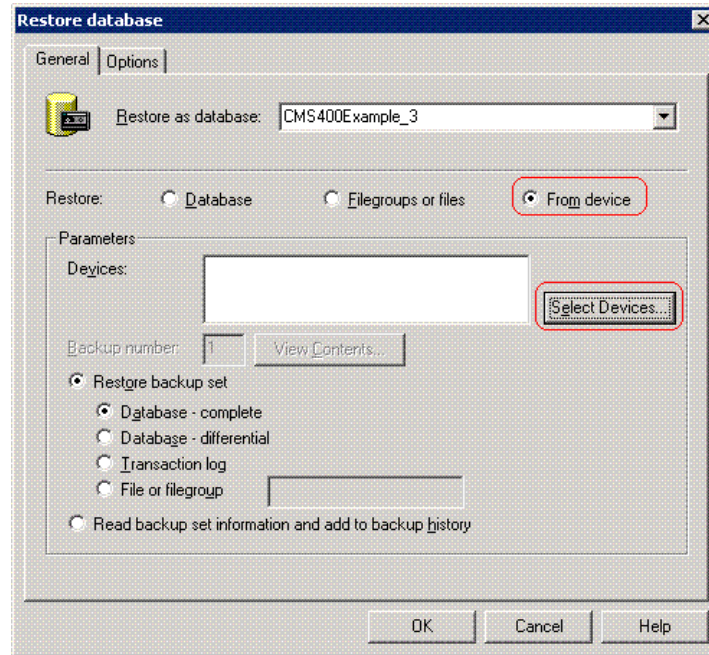 Restore database
General
Options
Restore as database: CMS400Example_3
Restore: Database Filegroups or files From device
Parameters
Devices:
Select Devices...
Backup number: 1 View Contents...
Restore backup set
Database - complete
Database - differential
Transaction log
File or filegroup
Read backup set information and add to backup history
OK Cancel Help